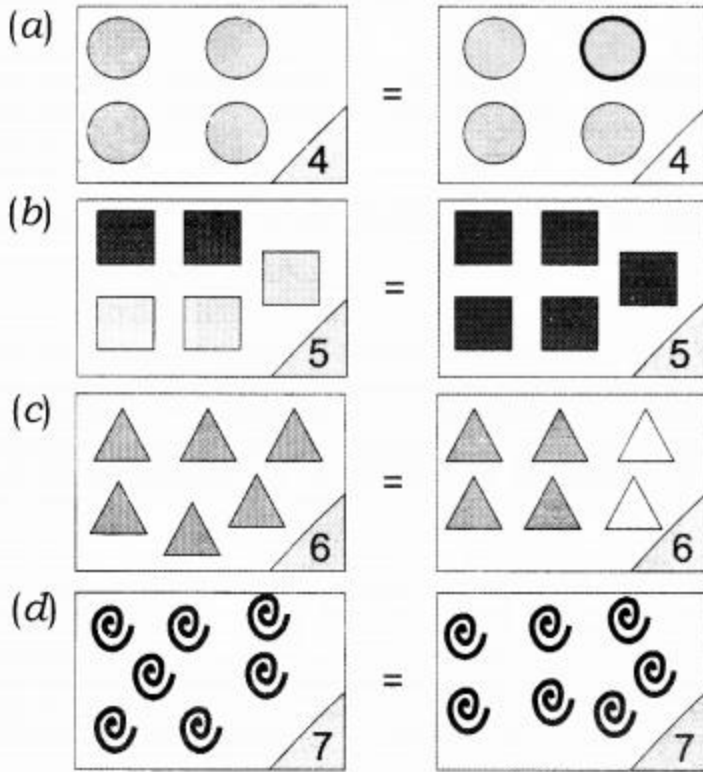 (a) 4 = 4
(b) 5 = 5
(c) 6 = 6
(d) 7 = 7